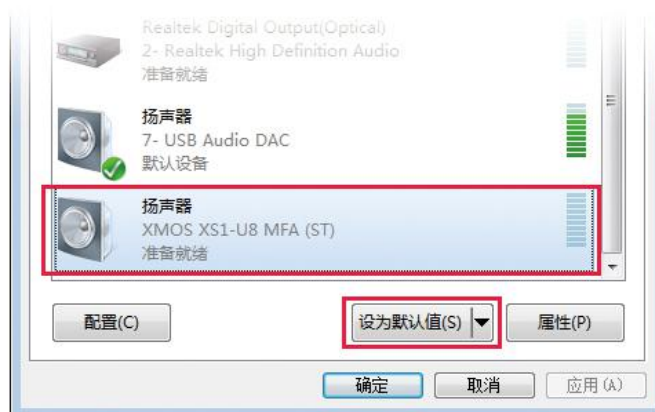 Realtek Digital Output(Optical)
2- Realtek High Definition Audio
准备就绪
扬声器
7- USB Audio DAC
默认设备
扬声器
XMOS XS1-U8 MFA (ST)
准备就绪
配置(C)
设为默认值(S)
属性(P)
确定
取消
应用(A)